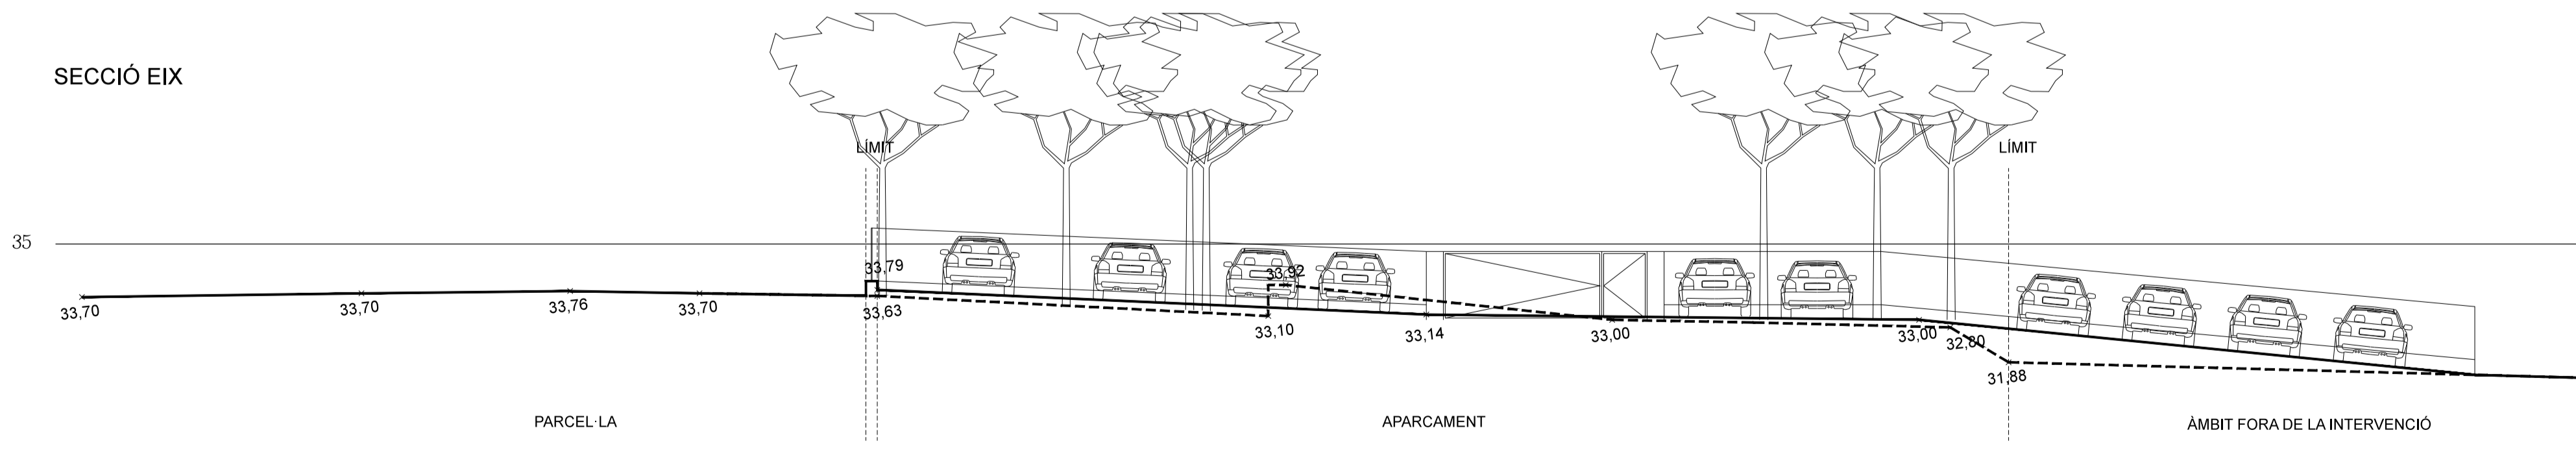 SECCIÓ EIX
LÍMIT
LÍMIT
35
33,79
33,92
33,70
33,70
33,76
33,70
33,63
33,10
33,14
33,00
33,00
32,80
31,88
PARCEL·LA
APARCAMENT
ÀMBIT FORA DE LA INTERVENCIÓ